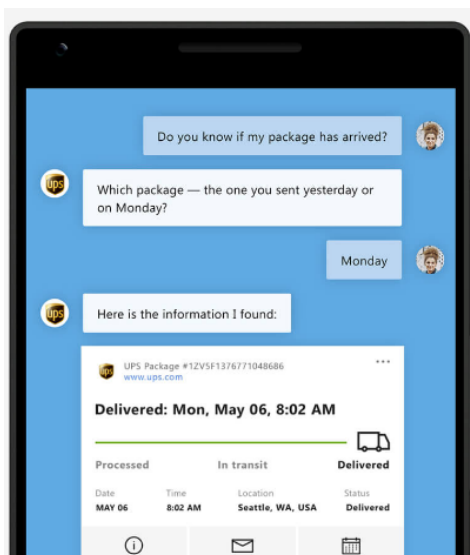 Do you know if my package has arrived?
ups
Which package — the one you sent yesterday or
on Monday?
Monday
ups
Here is the information I found:
ups
UPS Package #1ZV5F1376771048686
www.ups.com
Delivered: Mon, May 06, 8:02 AM
Processed In transit Delivered
Date Time Location Status
MAY 06 8:02 AM Seattle, WA, USA Delivered